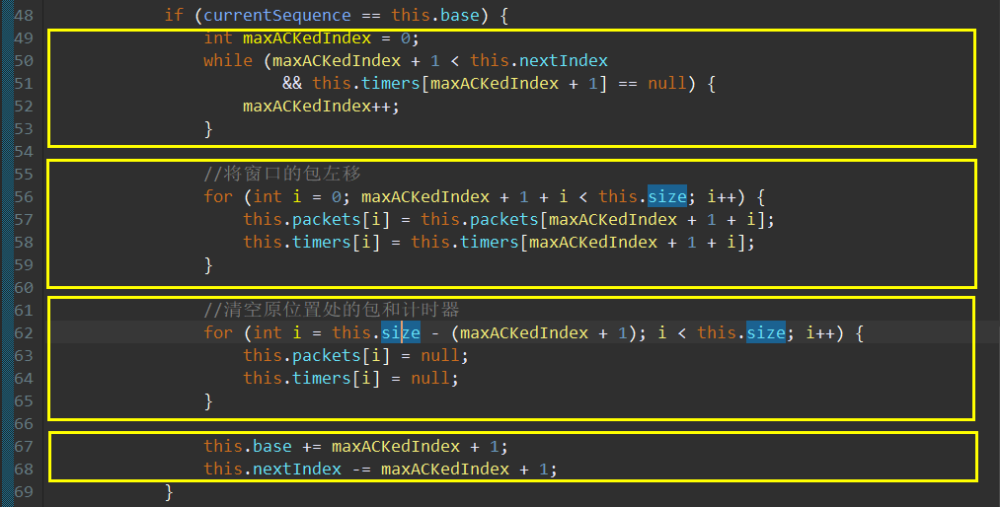 48 if (currentSequence == this.base) {
49 int maxACKedIndex = 0;
50 while (maxACKedIndex + 1 < this.nextIndex
51 && this.timers[maxACKedIndex + 1] == null) {
52 maxACKedIndex++;
53 }
54
55 //将窗口的包左移
56 for (int i = 0; maxACKedIndex + 1 + i < this.size; i++) {
57 this.packets[i] = this.packets[maxACKedIndex + 1 + i];
58 this.timers[i] = this.timers[maxACKedIndex + 1 + i];
59 }
60
61 //清空原位置处的包和计时器
62 for (int i = this.size - (maxACKedIndex + 1); i < this.size; i++) {
63 this.packets[i] = null;
64 this.timers[i] = null;
65 }
66
67 this.base += maxACKedIndex + 1;
68 this.nextIndex -= maxACKedIndex + 1;
69 }